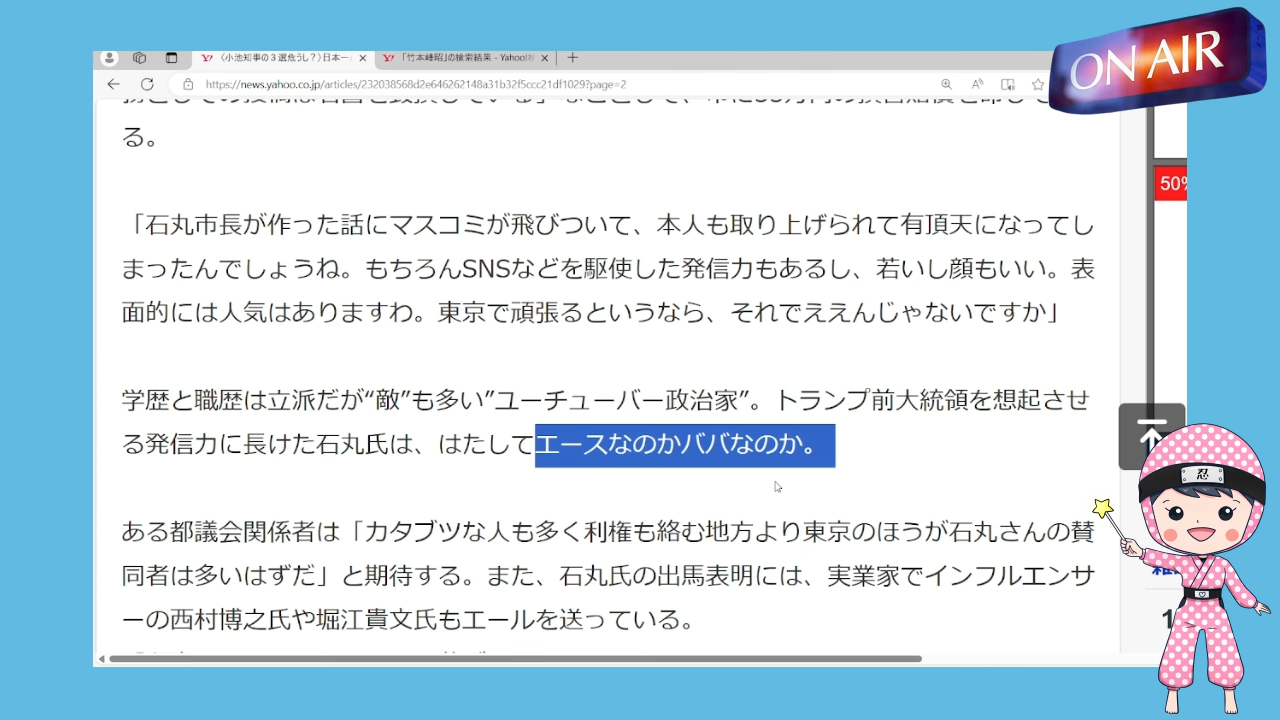 ON AIR
〈小池知事の３選危うし？〉日本一
「竹本峰昭」の検索結果 - Yahoo!
https://news.yahoo.co.jp/articles/232038568d2e646262148a31b32f5ccc21df1029?page=2
る。
50%
「石丸市長が作った話にマスコミが飛びついて、本人も取り上げられて有頂天になってし
まったんでしょうね。もちろんSNSなどを駆使した発信力もあるし、若いし顔もいい。表
面的には人気はありますわ。東京で頑張るというなら、それでええんじゃないですか」
学歴と職歴は立派だが“敵”も多い”ユーチューバー政治家”。トランプ前大統領を想起させ
る発信力に長けた石丸氏は、はたしてエースなのかババなのか。
忍
ある都議会関係者は「カタブツな人も多く利権も絡む地方より東京のほうが石丸さんの賛
同者は多いはずだ」と期待する。また、石丸氏の出馬表明には、実業家でインフルエンサ
ーの西村博之氏や堀江貴文氏もエールを送っている。